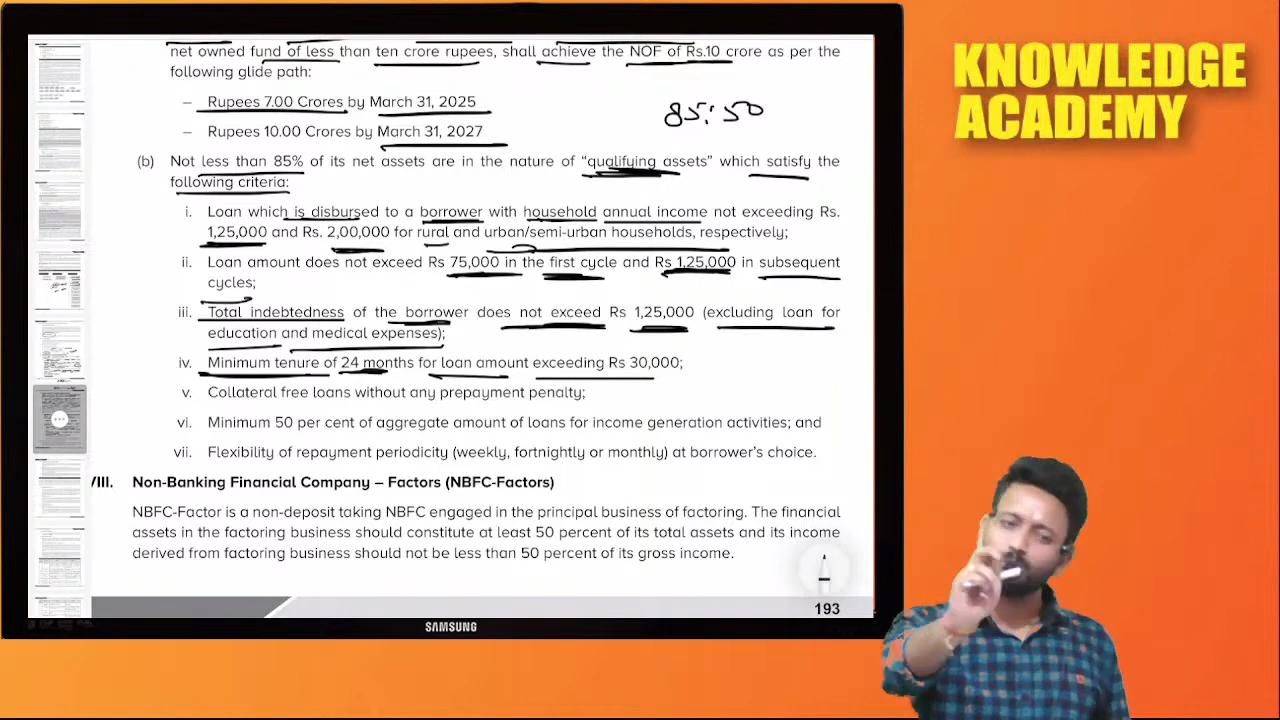 net owned fund of less than ten crore rupees shall achieve the NOF of Rs.10 crore as per the
following glide path:
– by March 31, 2025
– 10.00 Crores by March 31,
85:50
(b) Not less than 85% of its net assets are in the nature of "qualifying assets" which satisfy the
following criteria:
i. Loan which is disbursed to a borrower with household annual income not exceeding Rs.
and Rs 2,00,000 for rural and urban/semi-urban households, respectively;
ii. Loan amount does not exceed Rs 75,000 in the first cycle and Rs 1,25,000 in subsequent
cycles;
iii. Total indebtedness of the borrower does not exceed Rs 1,25,000 (excluding loan for
education and medical expenses);
iv. Minimum tenure of 24 months for loan amount exceeding Rs 30,000;
v. Collateral free loans without any prepayment penalty;
vi. Minimum 50 percent of aggregate amount of loans for income generation activities; and
vii. Flexibility of repayment periodicity (weekly, fortnightly or monthly) at borrower's choice.
VIII. Non-Banking Financial Company – Factors (NBFC-Factors)
NBFC-Factor is a non-deposit taking NBFC engaged in the principal business of factoring. The financial
assets in the factoring business should constitute at least 50 percent of its total assets and its income
derived from factoring business should not be less than 50 percent of its gross income.
193
SAMSUNG
KNOWLEDGE
ACADEMY